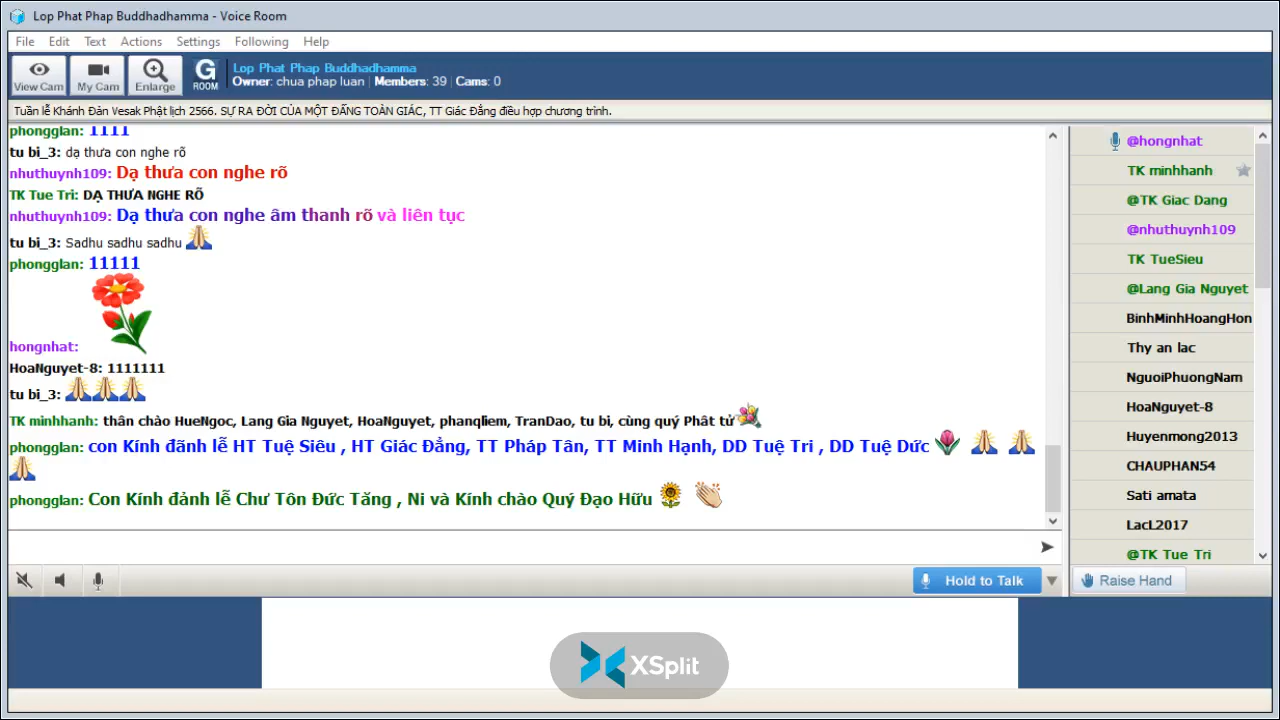 Lop Phat Phap Buddhadhamma - Voice Room
File Edit Text Actions Settings Following Help
View Cam My Cam Enlarge G ROOM
Lop Phat Phap Buddhadhamma
Owner: chua phap luan | Members: 39 | Cams: 0
Tuần lễ Khánh Đản Vesak Phật lịch 2566. SỰ RA ĐỜI CỦA MỘT ĐẤNG TOÀN GIÁC, TT Giác Đẳng điều hợp chương trình.
phongglan: 1111
tu bi_3: dạ thưa con nghe rõ
nhuthuynh109: Dạ thưa con nghe rõ
TK Tue Tri: DẠ THƯA NGHE RÕ
nhuthuynh109: Dạ thưa con nghe âm thanh rõ và liên tục
tu bi_3: Sadhu sadhu sadhu
phongglan: 11111
hongnhat:
HoaNguyet-8: 1111111
tu bi_3:
TK minhhanh: thân chào HueNgoc, Lang Gia Nguyet, HoaNguyet, phanqliem, TranDao, tu bi, cùng quý Phât tử
phongglan: con Kính đãnh lễ HT Tuệ Siêu , HT Giác Đẳng, TT Pháp Tân, TT Minh Hạnh, DD Tuệ Tri , DD Tuệ Dức
phongglan: Con Kính đảnh lễ Chư Tôn Đức Tăng , Ni và Kính chào Quý Đạo Hữu
@hongnhat
TK minhhanh
@TK Giac Dang
@nhuthuynh109
TK TueSieu
@Lang Gia Nguyet
BinhMinhHoangHon
Thy an lac
NguoiPhuongNam
HoaNguyet-8
Huyenmong2013
CHAUPHAN54
Sati amata
LacL2017
@TK Tue Tri
Hold to Talk
Raise Hand
XSplit